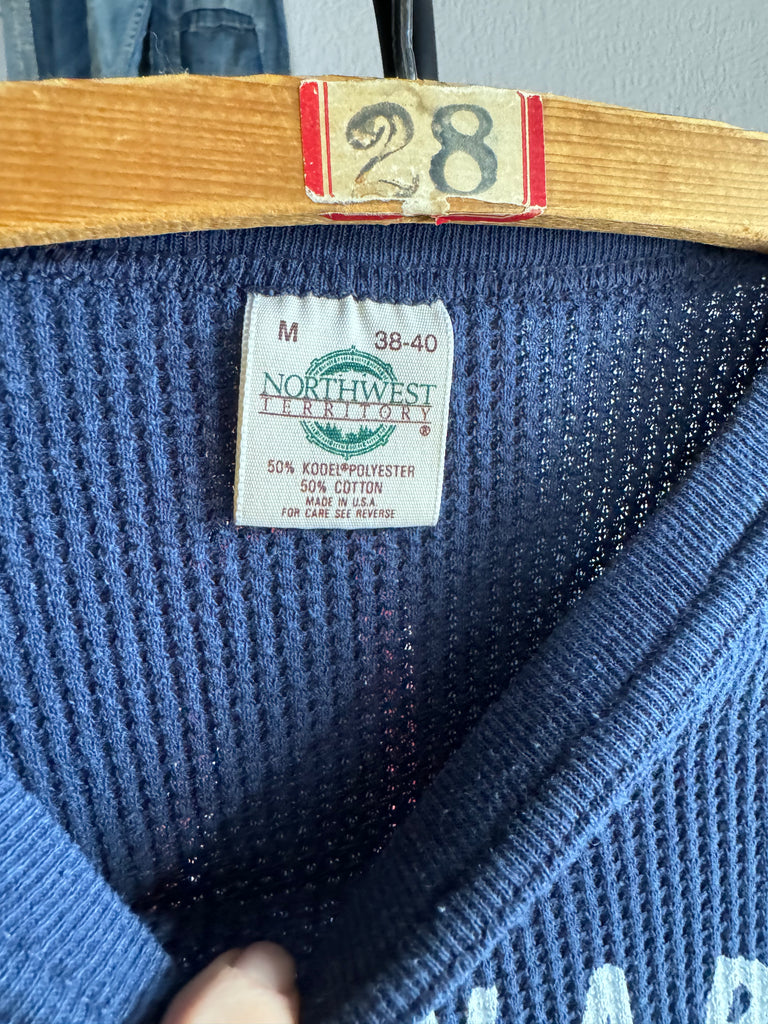 28
M 38-40
NORTHWEST
TERRITORY®
50% KODEL® POLYESTER
50% COTTON
MADE IN U.S.A.
FOR CARE SEE REVERSE